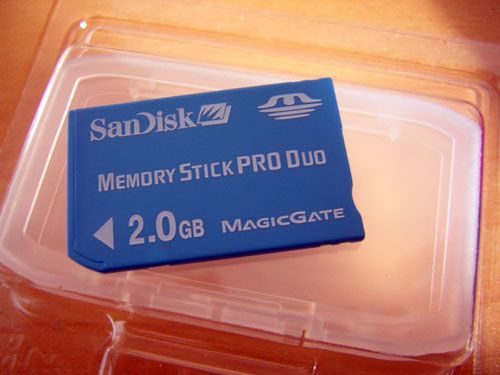 SanDisk
MEMORY STICK PRO DUO
2.0GB MAGICGATE